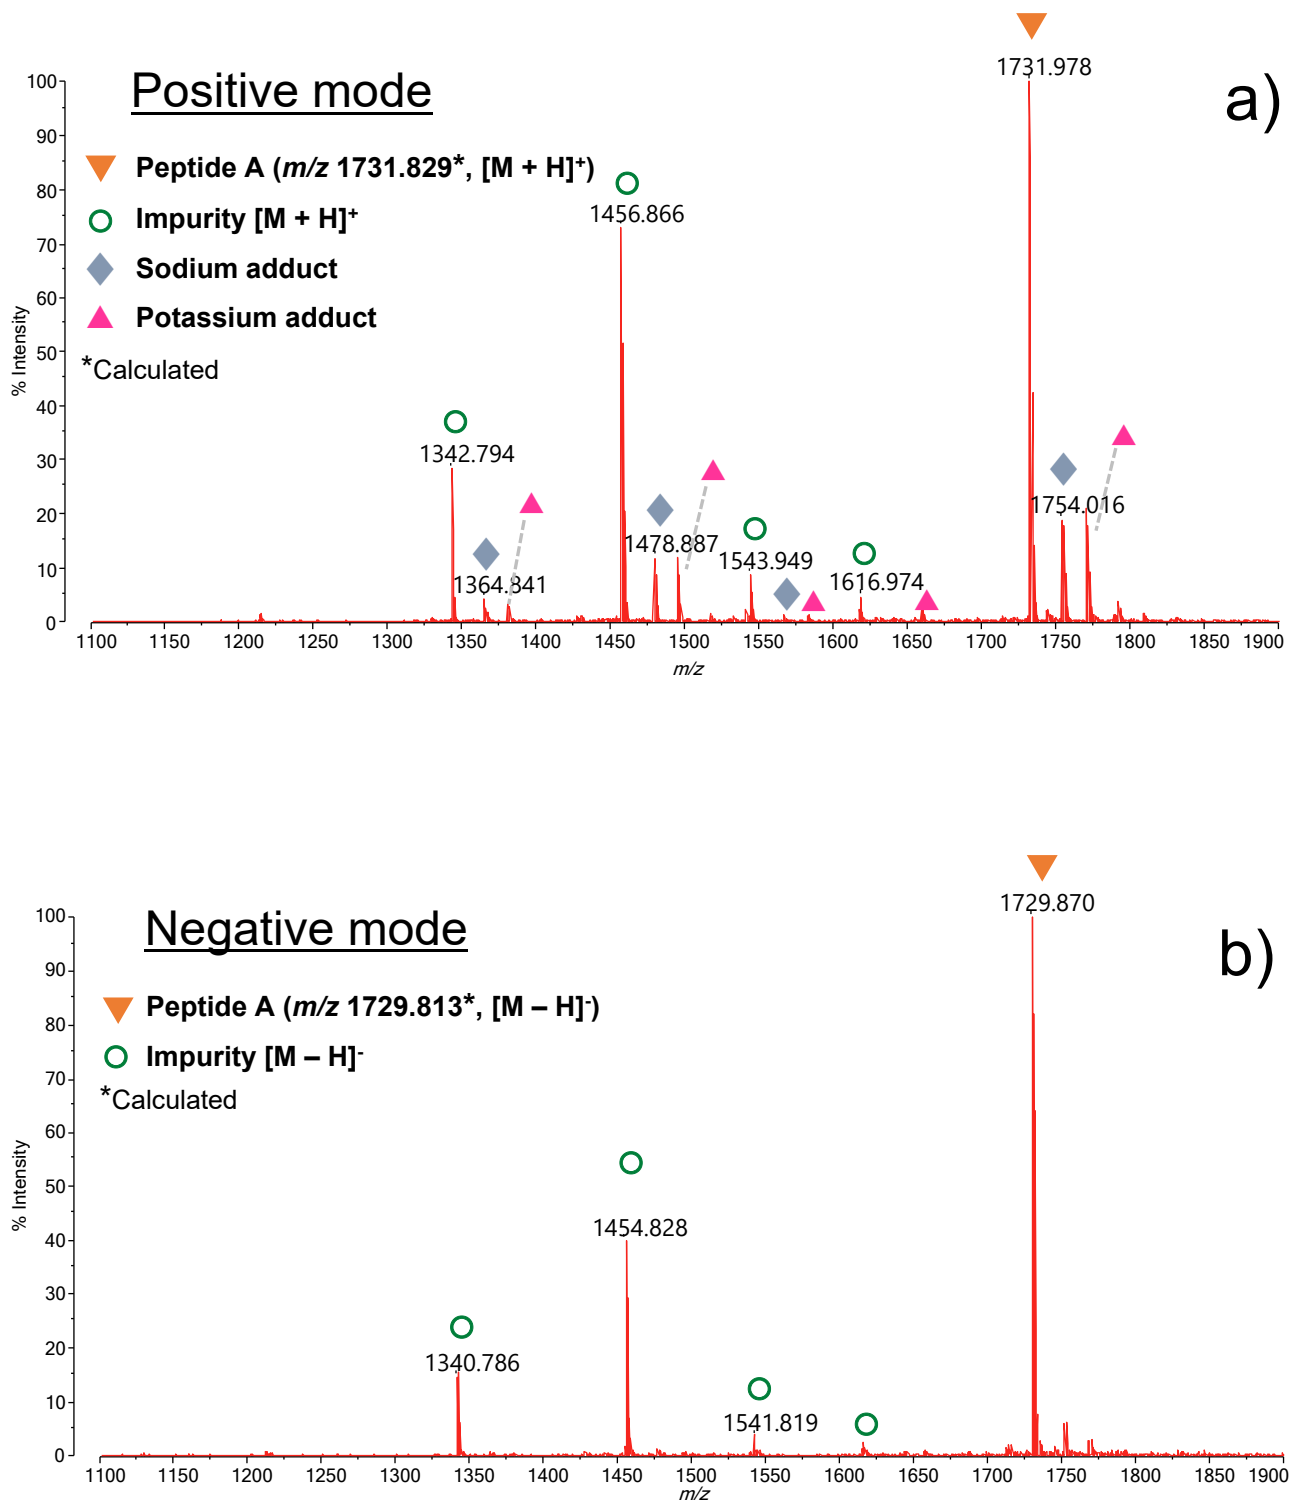 1731.978
Positive mode
a)
Peptide A (m/z 1731.829*, [M + H]+)
Impurity [M + H]+
Sodium adduct
Potassium adduct
*Calculated
1456.866
1342.794
1364.841
1478.887
1543.949
1616.974
1754.016
% Intensity
100
90
80
70
60
50
40
30
20
10
0
1100 1150 1200 1250 1300 1350 1400 1450 1500 1550 1600 1650 1700 1750 1800 1850 1900
m/z
1729.870
Negative mode
b)
Peptide A (m/z 1729.813*, [M – H]-)
Impurity [M – H]-
*Calculated
1454.828
1340.786
1541.819
% Intensity
100
90
80
70
60
50
40
30
20
10
0
1100 1150 1200 1250 1300 1350 1400 1450 1500 1550 1600 1650 1700 1750 1800 1850 1900
m/z